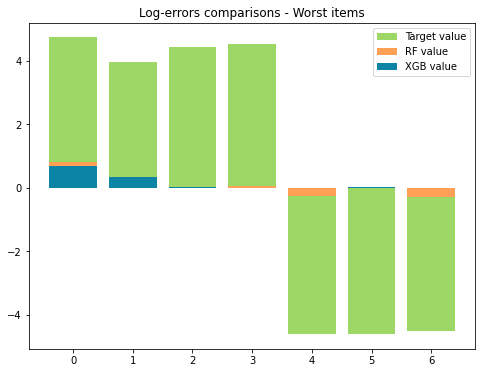 Log-errors comparisons - Worst items
Target value
RF value
XGB value
4
2
0
−2
−4
0 1 2 3 4 5 6